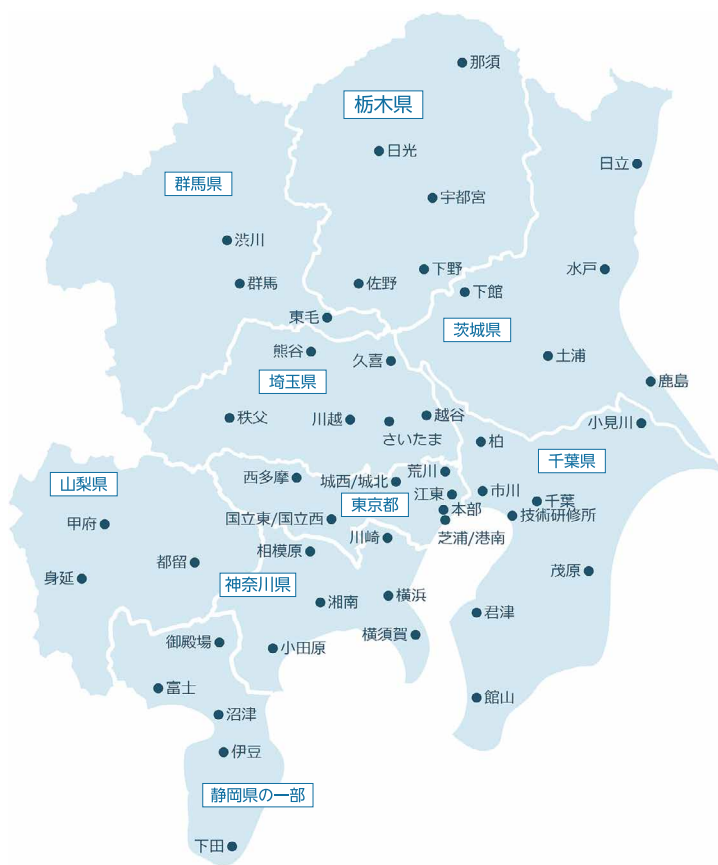 那須
栃木県
日光
日立
群馬県
宇都宮
渋川
下野
水戸
群馬
佐野
下館
東毛
茨城県
熊谷
久喜
土浦
埼玉県
鹿島
秩父
川越
越谷
さいたま
小見川
柏
千葉県
荒川
西多摩
城西/城北
山梨県
江東
市川
東京都
千葉
本部
技術研修所
国立東/国立西
甲府
芝浦/港南
川崎
相模原
都留
茂原
身延
神奈川県
横浜
湘南
君津
横須賀
御殿場
小田原
富士
館山
沼津
伊豆
静岡県の一部
下田